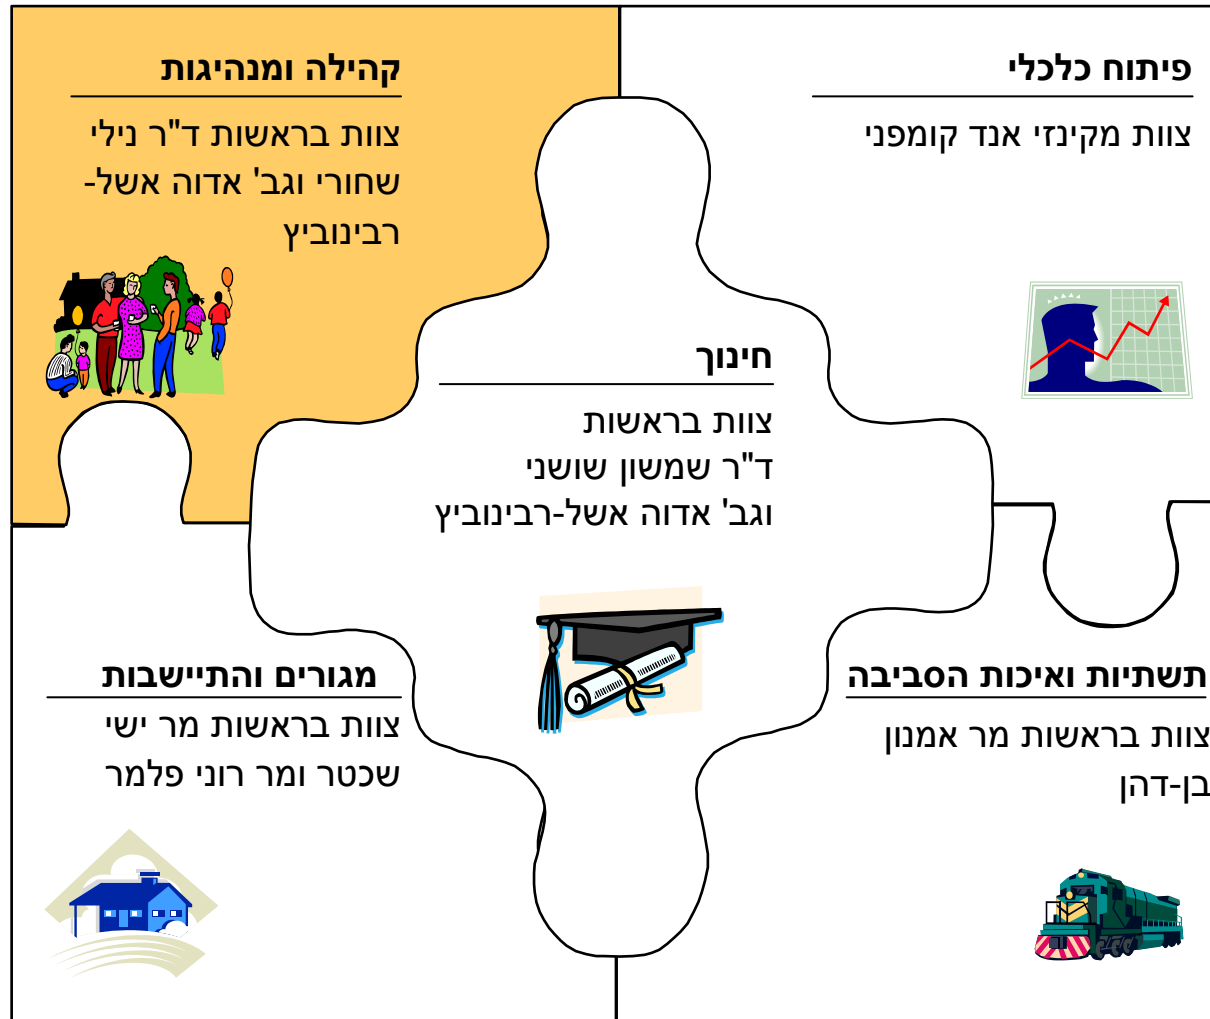 פיתוח כלכלי
צוות מקינזי אנד קומפני
קהילה ומנהיגות
צוות בראשות ד"ר נילי
שחורי וגב' אדוה אשל-
רבינוביץ
חינוך
צוות בראשות
ד"ר שמשון שושני
וגב' אדוה אשל-רבינוביץ
תשתיות ואיכות הסביבה
צוות בראשות מר אמנון
בן-דהן
מגורים והתיישבות
צוות בראשות מר ישי
שכטר ומר רוני פלמר